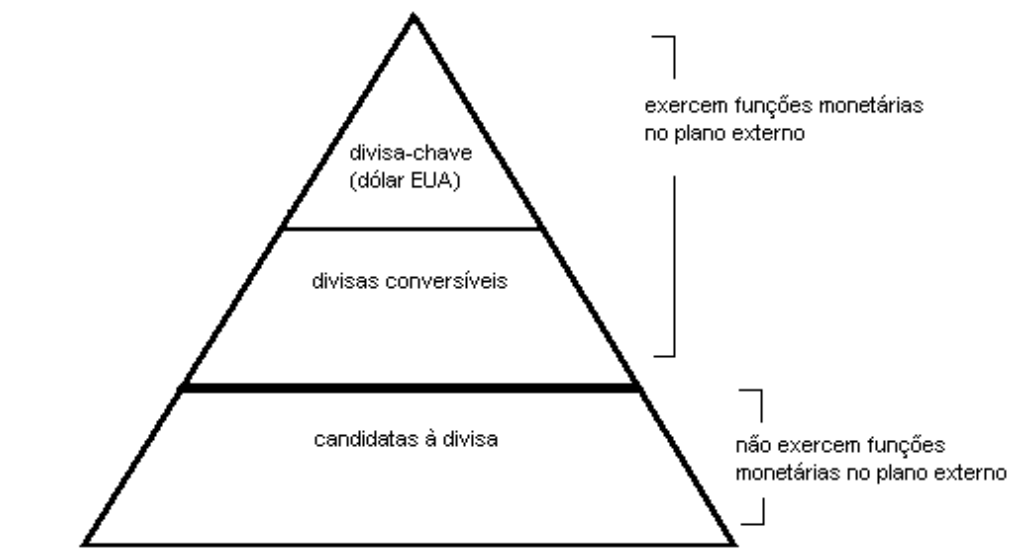 exercem funções monetárias
no plano externo
divisa-chave
(dólar EUA)
divisas conversíveis
candidatas à divisa
não exercem funções
monetárias no plano externo